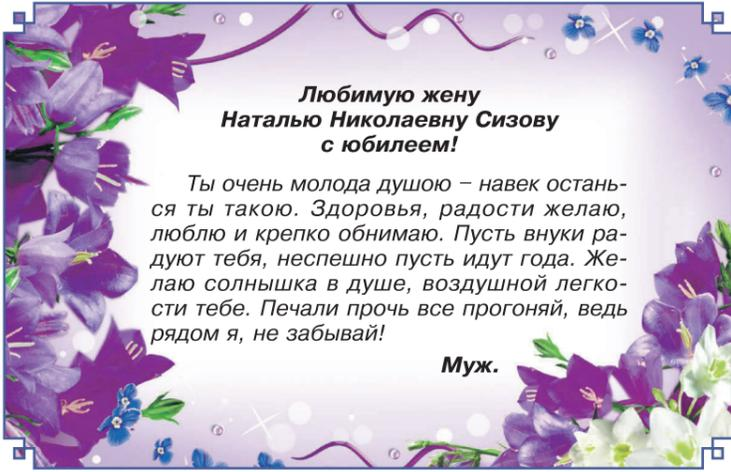 Любимую жену
Наталью Николаевну Сизову
с юбилеем!
Ты очень молода душою – навек остань-
ся ты такою. Здоровья, радости желаю,
люблю и крепко обнимаю. Пусть внуки ра-
дуют тебя, неспешно пусть идут года. Же-
лаю солнышка в душе, воздушной легко-
сти тебе. Печали прочь все прогоняй, ведь
рядом я, не забывай!
Муж.